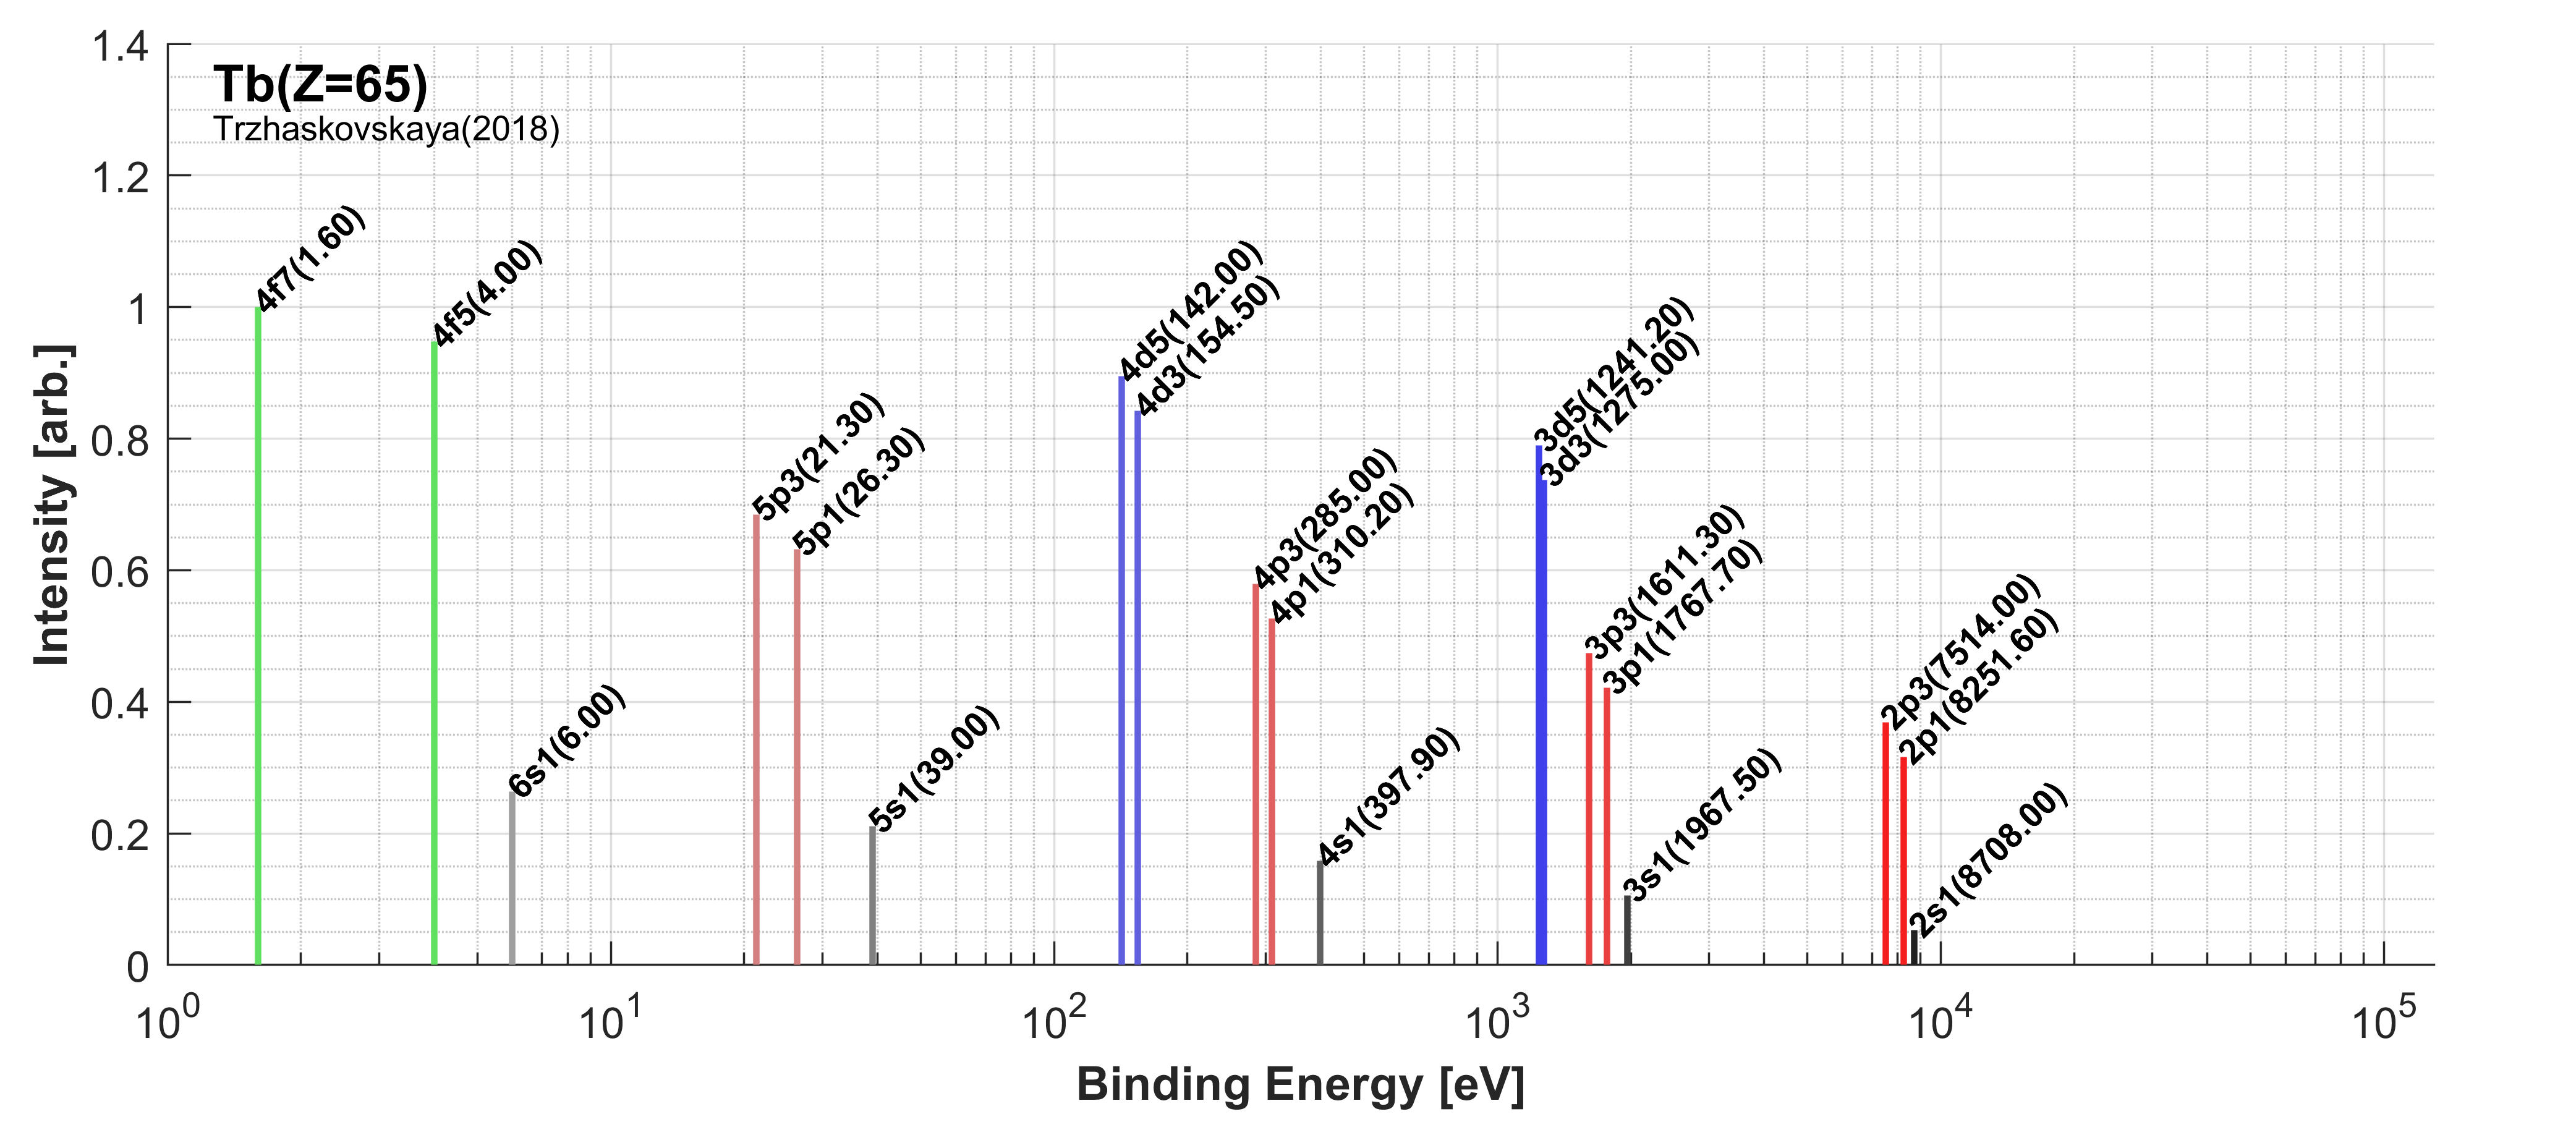 Tb(Z=65)
Trzhaskovskaya(2018)
Intensity [arb.]
1.4
1.2
1
0.8
0.6
0.4
0.2
0
4f7(1.60)
4f5(4.00)
6s1(6.00)
5p3(21.30)
5p1(26.30)
5s1(39.00)
4d5(142.00)
4d3(154.50)
4p3(285.00)
4p1(310.20)
4s1(397.90)
3d5(1241.20)
3d3(1275.00)
3p3(1611.30)
3p1(1767.70)
3s1(1967.50)
2p3(7514.00)
2p1(8251.60)
2s1(8708.00)
10^0 10^1 10^2 10^3 10^4 10^5
Binding Energy [eV]